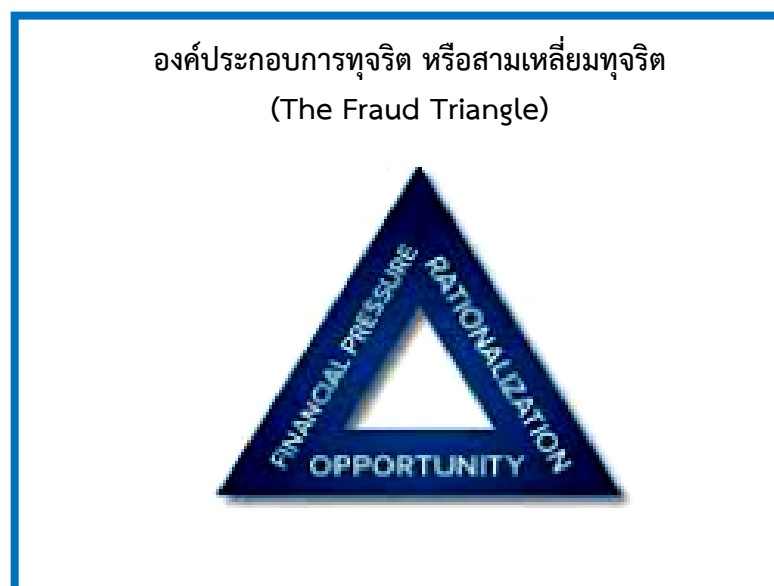 องค์ประกอบการทุจริต หรือสามเหลี่ยมทุจริต
(The Fraud Triangle)
FINANCIAL PRESSURE
RATIONALIZATION
OPPORTUNITY